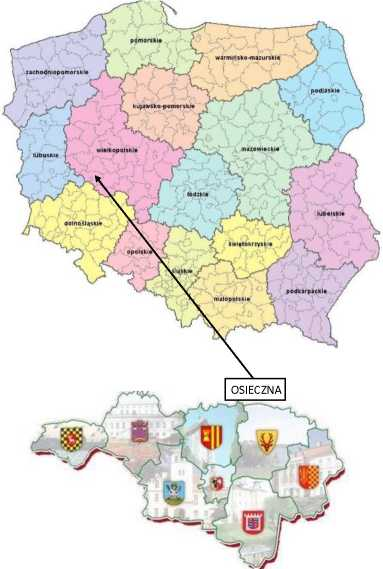 pomorskie
warmińsko-mazurskie
zachodniopomorskie
podlaskie
kujawsko-pomorskie
lubuskie
wielkopolskie
mazowieckie
łódzkie
lubelskie
dolnośląskie
opolskie
świętokrzyskie
śląskie
małopolskie
podkarpackie
OSIECZNA